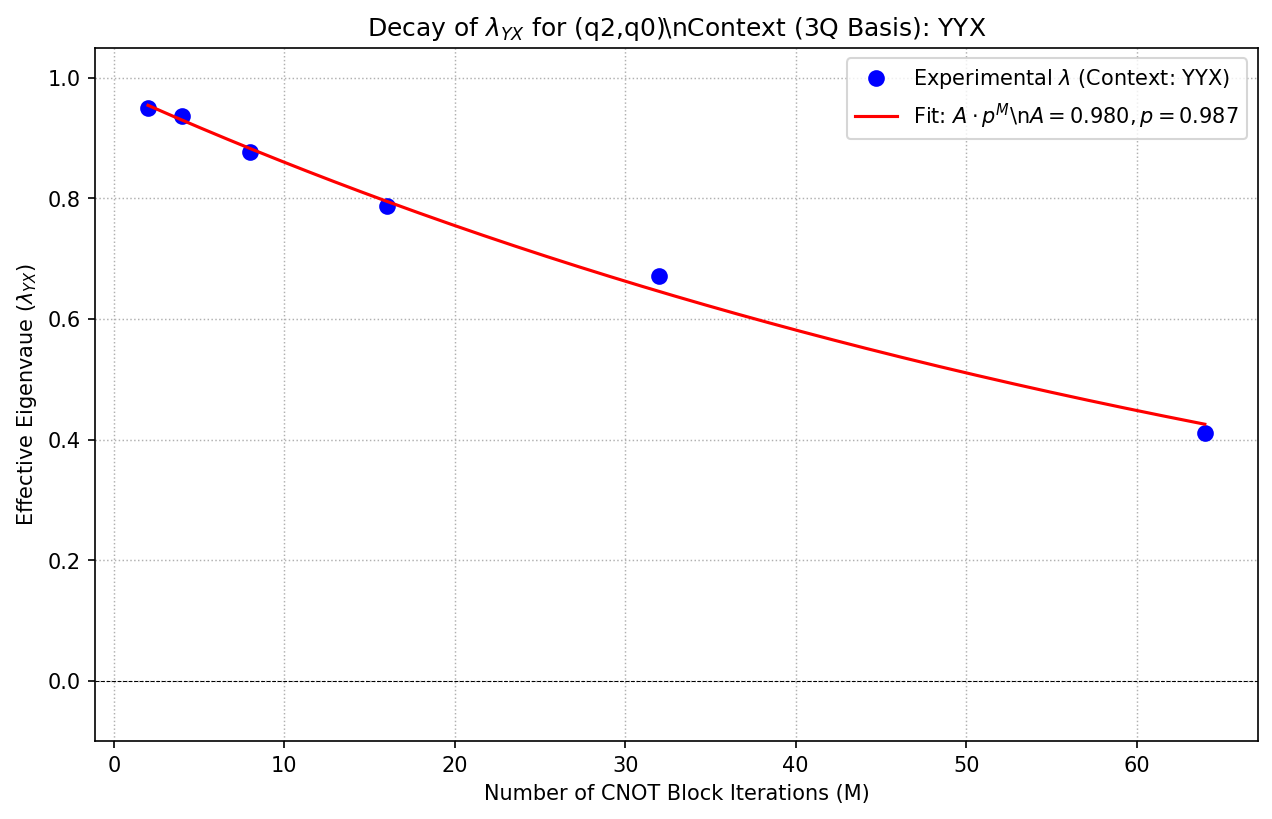 Decay of λ_YX for (q2,q0)\nContext (3Q Basis): YYX
Experimental λ (Context: YYX)
Fit: A · p^M\nA = 0.980, p = 0.987
Effective Eigenvaue (λ_YX)
1.0
0.8
0.6
0.4
0.2
0.0
0 10 20 30 40 50 60
Number of CNOT Block Iterations (M)